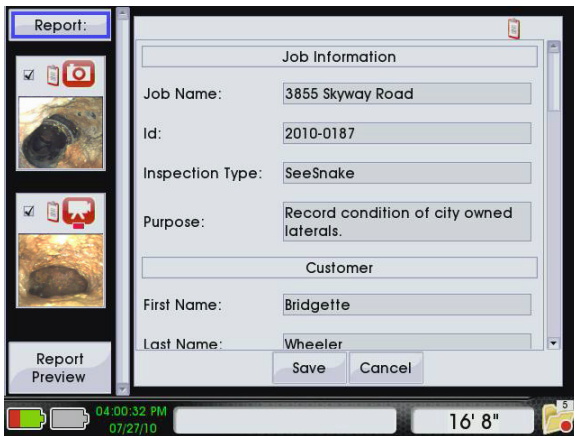 Report:
Job Information
Job Name: 3855 Skyway Road
Id: 2010-0187
Inspection Type: SeeSnake
Purpose: Record condition of city owned
laterals.
Customer
First Name: Bridgette
Last Name: Wheeler
Save Cancel
Report
Preview
04:00:32 PM
07/27/10
16' 8"
5